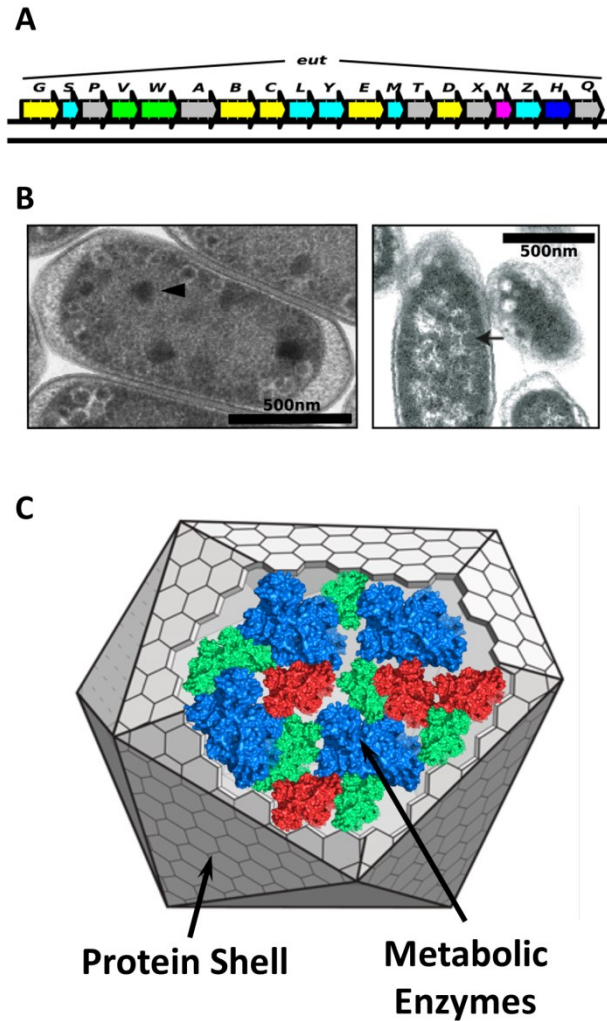 A
eut
G S P V W A B C L Y E M T D X N Z H Q
B
500nm
500nm
C
Protein Shell
Metabolic
Enzymes